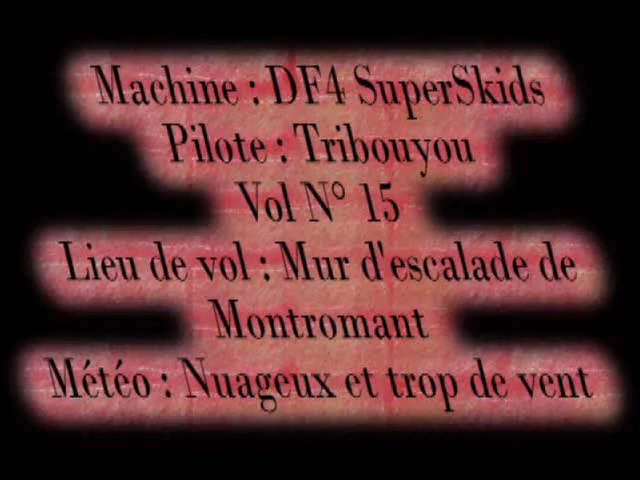 Machine : DF4 SuperSkids
Pilote : Tribouyou
Vol N° 15
Lieu de vol : Mur d'escalade de
Montromant
Météo : Nuageux et trop de vent